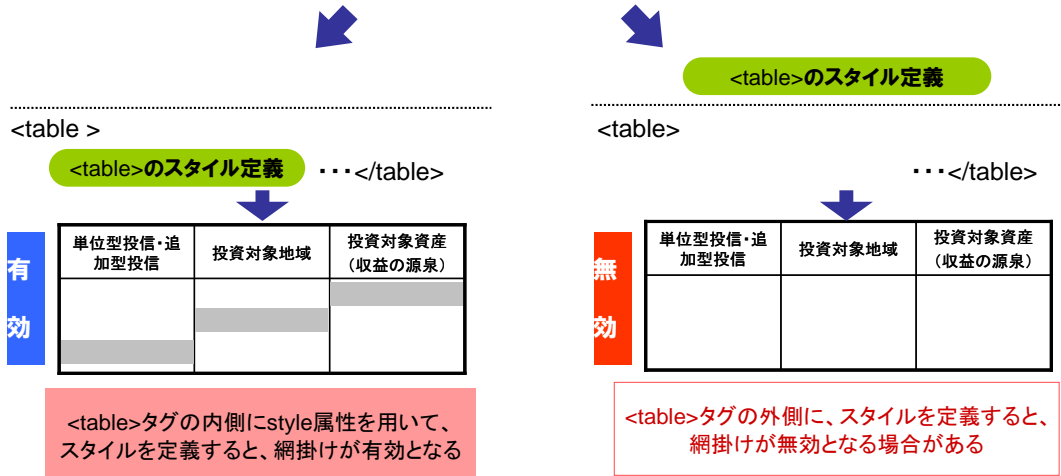 <table >
<table>のスタイル定義
・・・</table>
有効
単位型投信・追
加型投信
投資対象地域
投資対象資産
(収益の源泉)
<table>タグの内側にstyle属性を用いて、
スタイルを定義すると、網掛けが有効となる
<table>のスタイル定義
<table>
・・・</table>
無効
単位型投信・追
加型投信
投資対象地域
投資対象資産
(収益の源泉)
<table>タグの外側に、スタイルを定義すると、
網掛けが無効となる場合がある